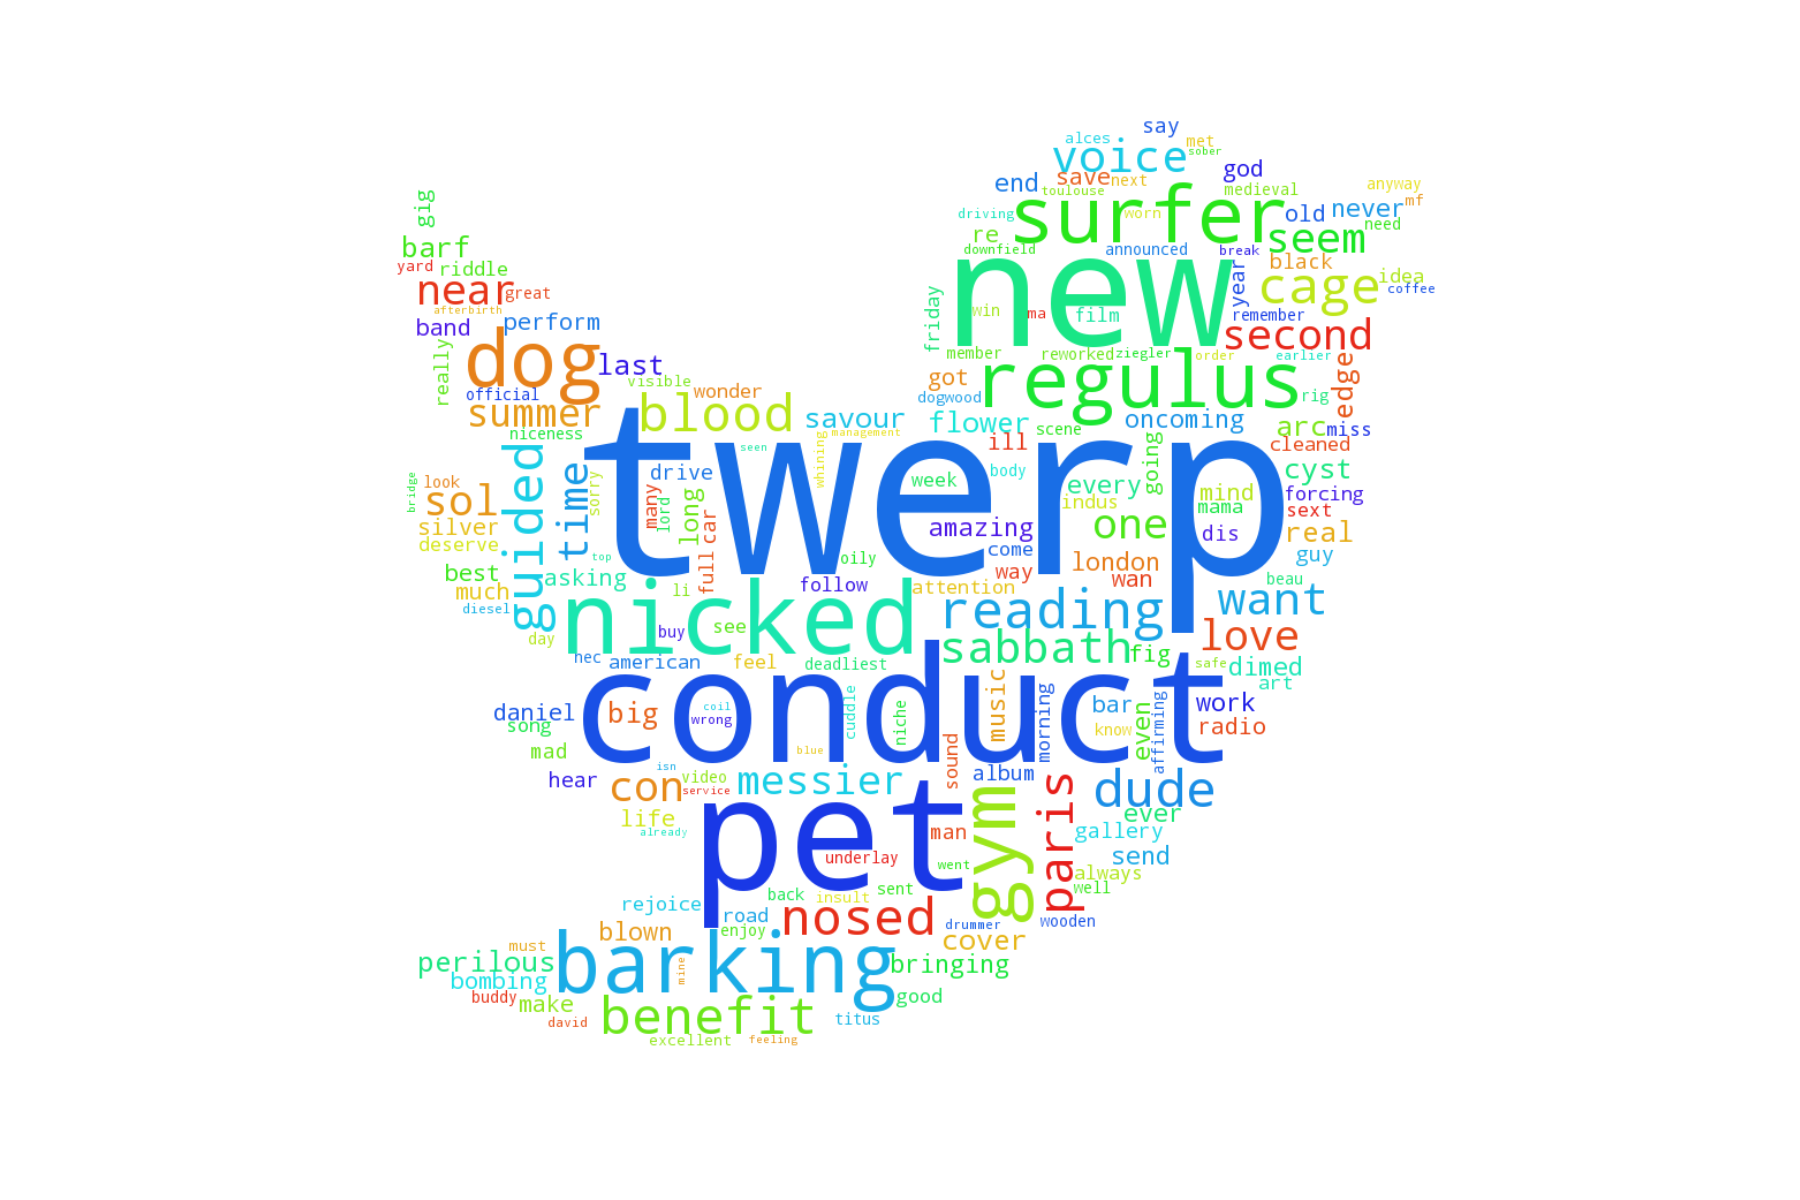 say
alces
met
voice
sober
god
end
save
next
toulouse
medieval
anyway
gig
surfer
driving
worn
old
never
mf
need
re
seem
barf
downfield
announced
break
yard
riddle
new
black
year
cage
idea
coffee
near
great
afterbirth
friday
win
ma
film
remember
band
perform
second
really
dog
last
member
reworked
ziegler
order
earlier
visible
wonder
got
regulus
edge
official
dogwood
rig
summer
blood
savour
flower
oncoming
arc
miss
niceness
twerp
whining
management
ill
scene
going
cleaned
seen
guided
time
drive
body
cyst
bridge
look
sol
sorry
many
lord
long
car
week
every
indus
mind
forcing
mama
sext
silver
amazing
one
dis
real
deserve
come
guy
top
oily
london
best
asking
full
way
wan
beau
much
li
follow
attention
diesel
nicked
reading
want
day
buy
see
love
sabbath
fig
nec
american
feel
deadliest
safe
dimed
art
conduct
music
morning
daniel
big
coil
wrong
cuddle
niche
bar
work
song
even
affirming
know
radio
mad
blue
sound
isn
hear
con
video
service
messier
album
dude
life
pet
gym
paris
ever
already
man
gallery
underlay
went
send
always
back
insult
sent
well
rejoice
road
nosed
drummer
wooden
blown
enjoy
cover
must
perilous
barking
mine
bringing
bombing
buddy
make
good
david
benefit
titus
excellent
feeling